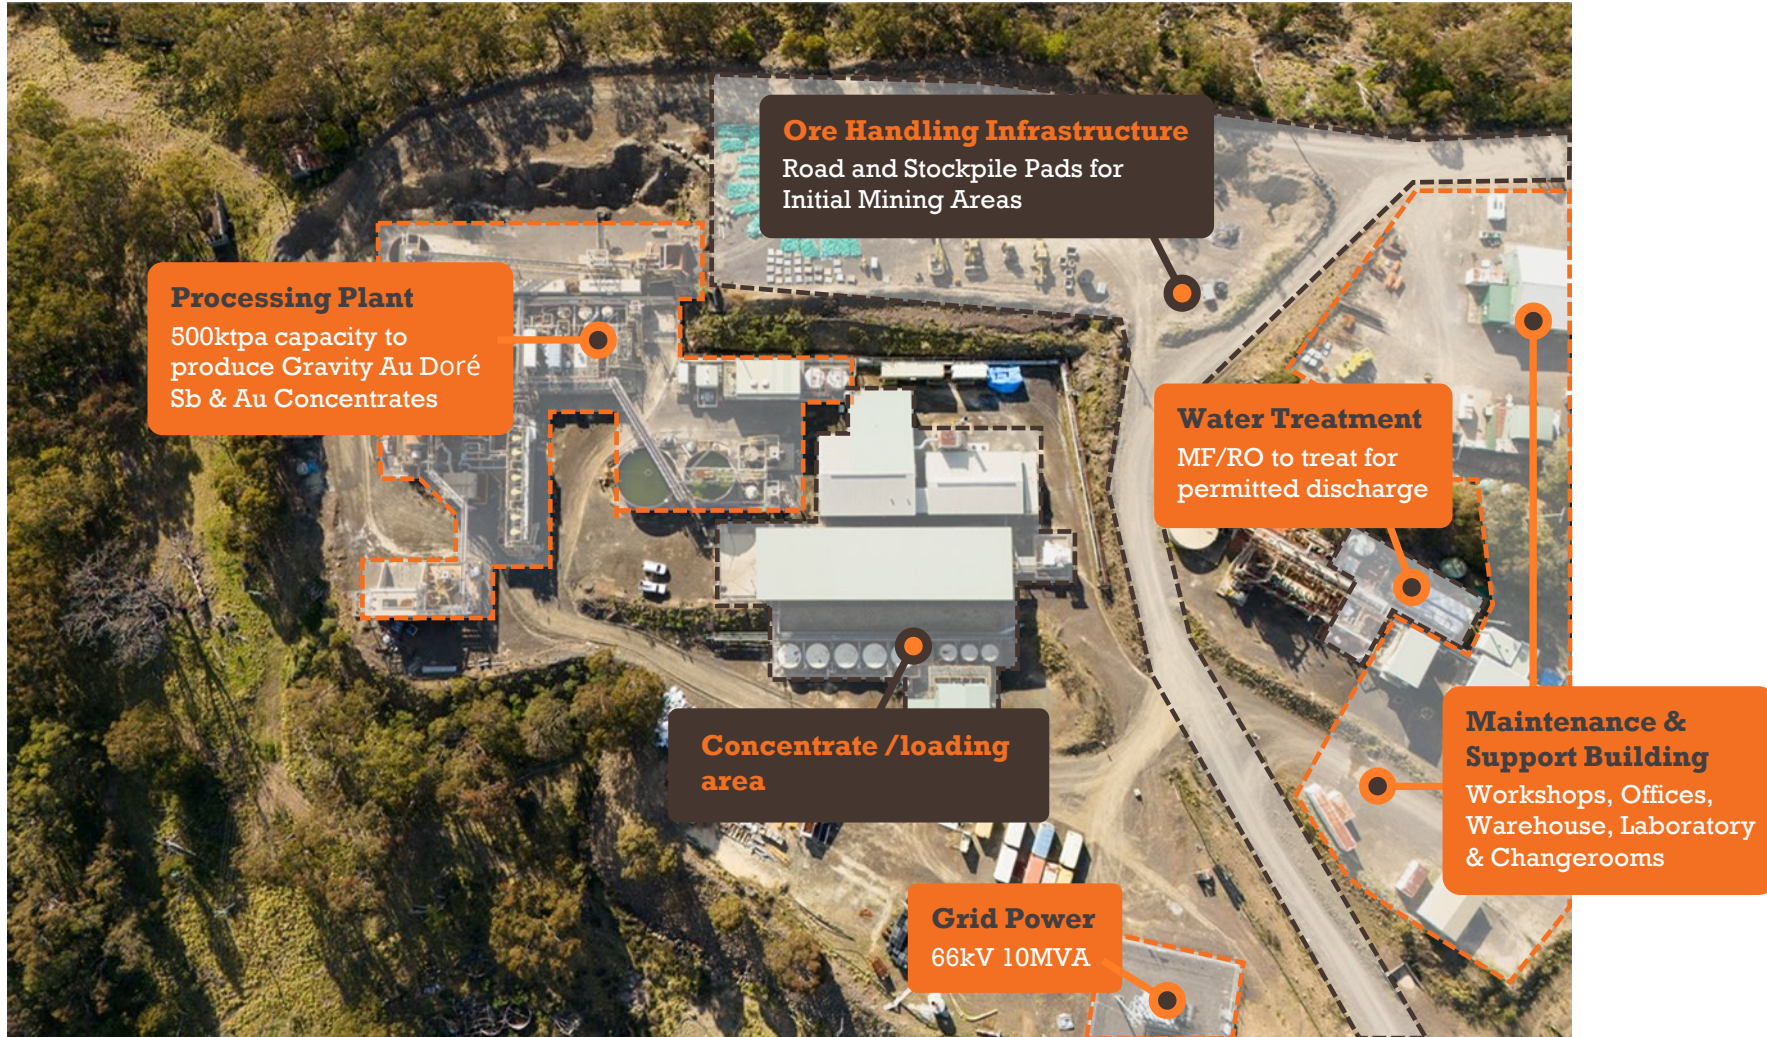 Ore Handling Infrastructure
Road and Stockpile Pads for
Initial Mining Areas
Processing Plant
500ktpa capacity to
produce Gravity Au Doré
Sb & Au Concentrates
Water Treatment
MF/RO to treat for
permitted discharge
Concentrate /loading
area
Maintenance &
Support Building
Workshops, Offices,
Warehouse, Laboratory
& Changerooms
Grid Power
66kV 10MVA